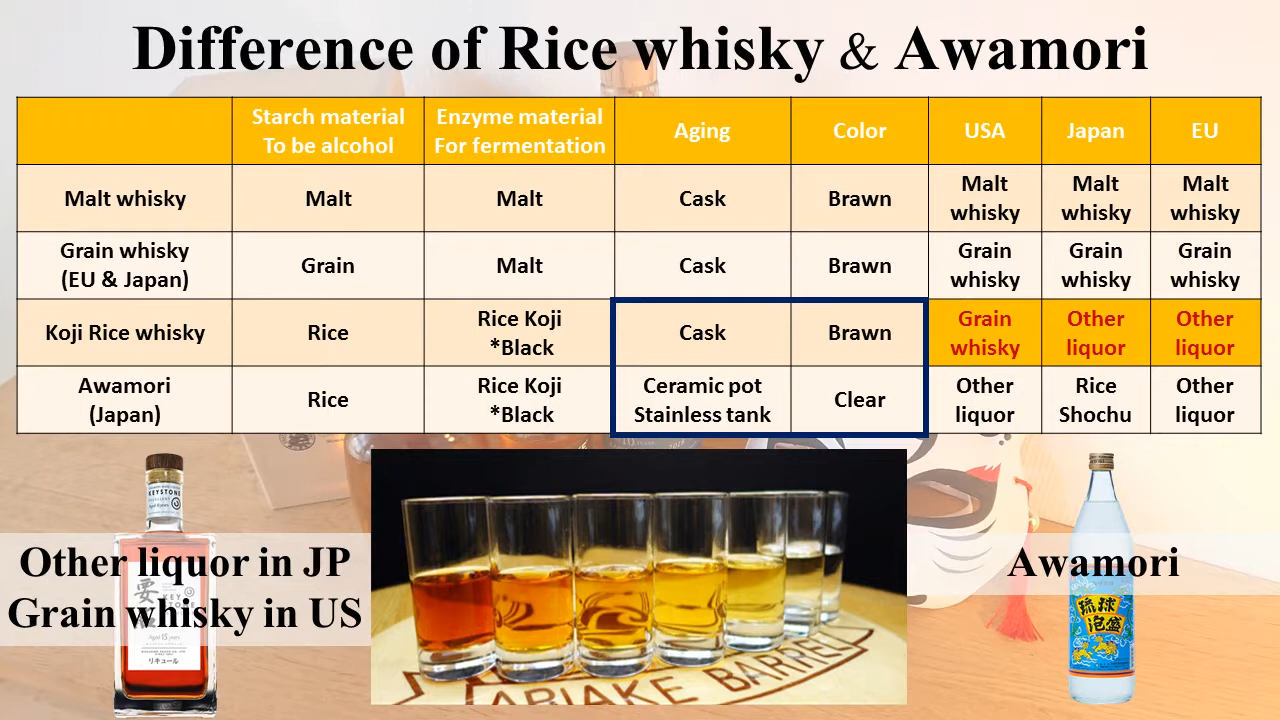 Difference of Rice whisky & Awamori
Starch material
To be alcohol
Enzyme material
For fermentation
Aging
Color
USA
Japan
EU
Malt whisky
Malt
Malt
Cask
Brawn
Malt
whisky
Malt
whisky
Malt
whisky
Grain whisky
(EU & Japan)
Grain
Malt
Cask
Brawn
Grain
whisky
Grain
whisky
Grain
whisky
Koji Rice whisky
Rice
Rice Koji
*Black
Cask
Brawn
Grain
whisky
Other
liquor
Other
liquor
Awamori
(Japan)
Rice
Rice Koji
*Black
Ceramic pot
Stainless tank
Clear
Other
liquor
Rice
Shochu
Other
liquor
KEYSTONE
Other liquor in JP
Grain whisky in US
要
KEY
Aged 15 years
リキュール
ARIAKE BARREL
Awamori
琉球
泡盛